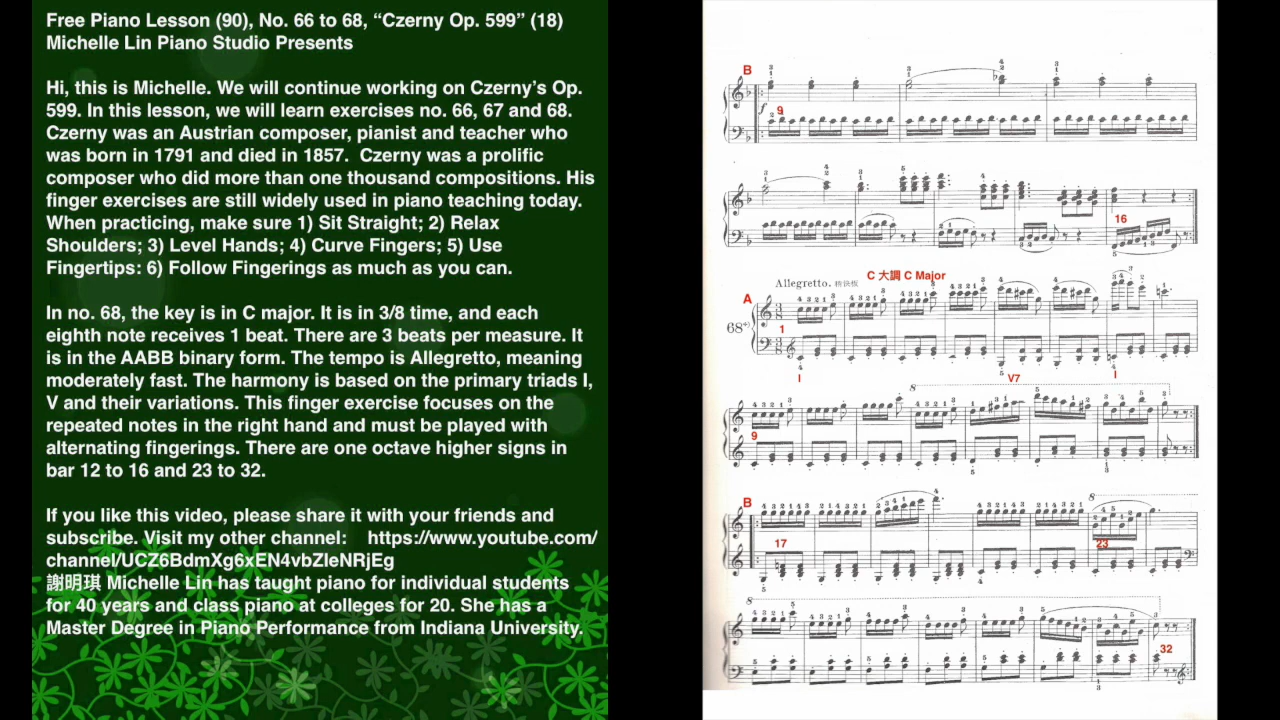 Free Piano Lesson (90), No. 66 to 68, “Czerny Op. 599” (18)
Michelle Lin Piano Studio Presents
Hi, this is Michelle. We will continue working on Czerny’s Op.
599. In this lesson, we will learn exercises no. 66, 67 and 68.
Czerny was an Austrian composer, pianist and teacher who
was born in 1791 and died in 1857. Czerny was a prolific
composer who did more than one thousand compositions. His
finger exercises are still widely used in piano teaching today.
When practicing, make sure 1) Sit Straight; 2) Relax
Shoulders; 3) Level Hands; 4) Curved Fingers; 5) Use
Fingertips: 6) Follow Fingerings as much as you can.
In no. 68, the key is in C major. It is in 3/8 time, and each
eighth note receives 1 beat. There are 3 beats per measure. It
is in the AABB binary form. The tempo is Allegretto, meaning
moderately fast. The harmony is based on the primary triads I,
V and their variations. This finger exercise focuses on the
repeated notes in the right hand and must be played with
alternating fingerings. There are one octave higher signs in
bar 12 to 16 and 23 to 32.
If you like this video, please share it with your friends and
subscribe. Visit my other channel: https://www.youtube.com/
謝明琪 Michelle Lin has taught piano for individual students
for 41 years and class piano at colleges for 20. She has a
Master Degree in Piano Performance from Indiana University.
B
9
16
C 大調 C Major
Allegretto. 稍快板
A
68*)
1
I V7 I
8
9
B
8
17 23
8
32